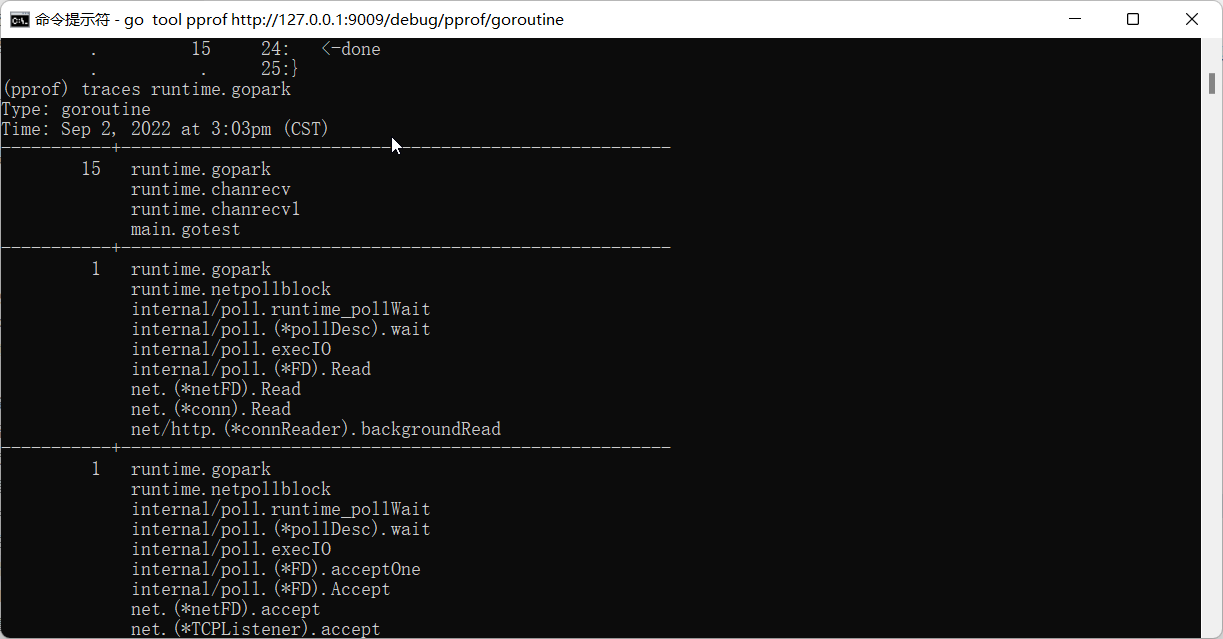 命令提示符 - go  tool pprof http://127.0.0.1:9009/debug/pprof/goroutine
.          15     24:   <-done
.          .     25:}
(pprof) traces runtime.gopark
Type: goroutine
Time: Sep 2, 2022 at 3:03pm (CST)
-----------+-------------------------------------------------------
15   runtime.gopark
runtime.chanrecv
runtime.chanrecv1
main.gotest
-----------+-------------------------------------------------------
1   runtime.gopark
runtime.netpollblock
internal/poll.runtime_pollWait
internal/poll.(*pollDesc).wait
internal/poll.execIO
internal/poll.(*FD).Read
net.(*netFD).Read
net.(*conn).Read
net/http.(*connReader).backgroundRead
-----------+-------------------------------------------------------
1   runtime.gopark
runtime.netpollblock
internal/poll.runtime_pollWait
internal/poll.(*pollDesc).wait
internal/poll.execIO
internal/poll.(*FD).acceptOne
internal/poll.(*FD).Accept
net.(*netFD).accept
net.(*TCPListener).accept